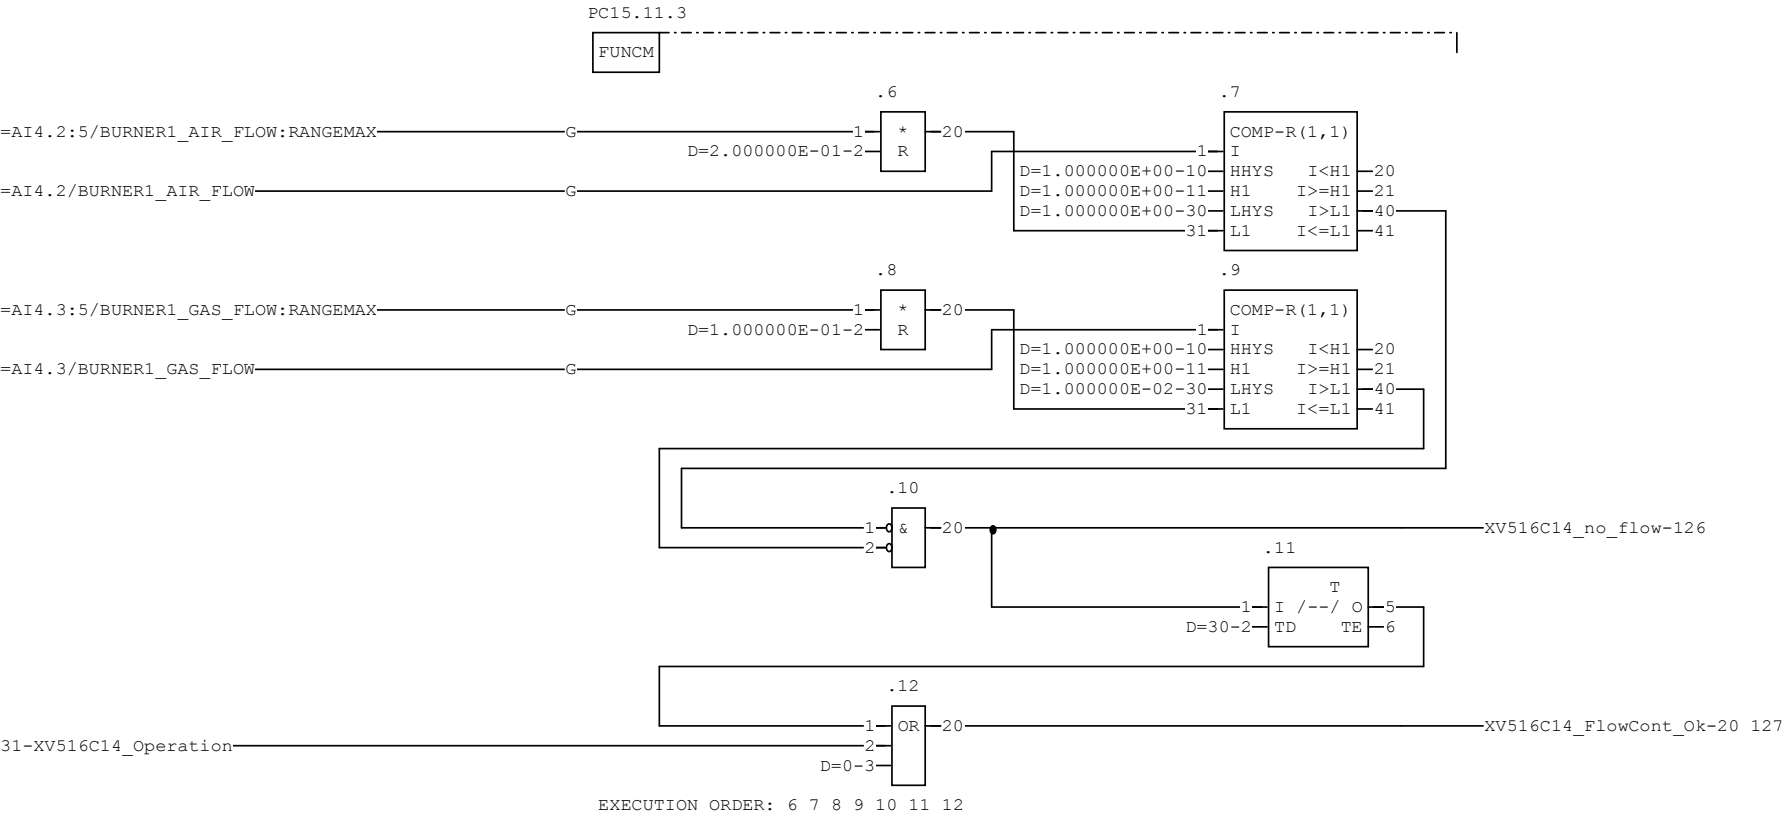 PC15.11.3
FUNCM
.6 .7
=AI4.2:5/BURNER1_AIR_FLOW:RANGEMAX G 1 * 20 COMP-R(1,1)
D=2.000000E-01-2 R 1 I
D=1.000000E+00-10 HHYS I<H1 20
=AI4.2/BURNER1_AIR_FLOW G D=1.000000E+00-11 H1 I>=H1 21
D=1.000000E+00-30 LHYS I>L1 40
31 L1 I<=L1 41
.8 .9
=AI4.3:5/BURNER1_GAS_FLOW:RANGEMAX G 1 * 20 COMP-R(1,1)
D=1.000000E-01-2 R 1 I
D=1.000000E+00-10 HHYS I<H1 20
=AI4.3/BURNER1_GAS_FLOW G D=1.000000E+00-11 H1 I>=H1 21
D=1.000000E-02-30 LHYS I>L1 40
31 L1 I<=L1 41
.10
1 & 20 XV516C14_no_flow-126
2 .11
T
1 I /--/ O 5
D=30-2 TD TE 6
.12
1 OR 20 XV516C14_FlowCont_Ok-20 127
31-XV516C14_Operation 2
D=0-3
EXECUTION ORDER: 6 7 8 9 10 11 12